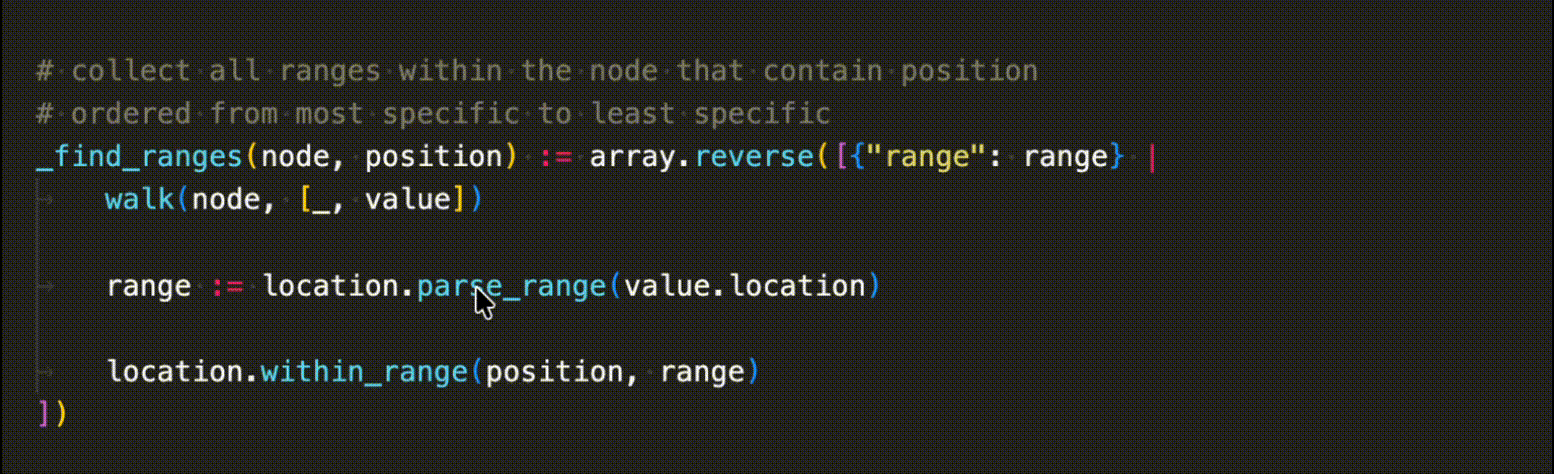 # collect all ranges within the node that contain position
# ordered from most specific to least specific
_find_ranges(node, position) := array.reverse([{"range": range} |
walk(node, [_, value])
range := location.parse_range(value.location)
location.within_range(position, range)
])